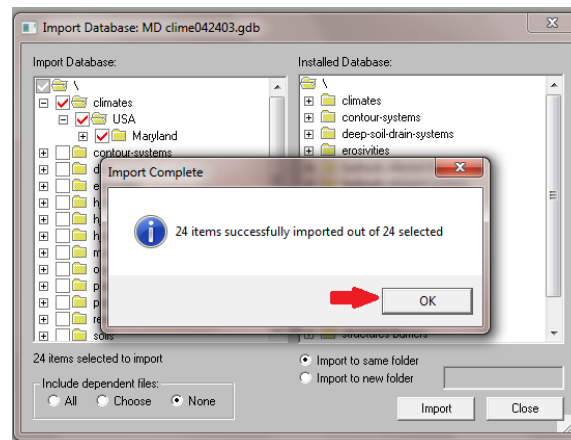 Import Database: MD clime042403.gdb
Import Database:
\
climates
USA
Maryland
contour-systems
Installed Database:
\
climates
contour-systems
deep-soil-drain-systems
erosivities
Import Complete
24 items successfully imported out of 24 selected
OK
soils
24 items selected to import
Include dependent files:
All Choose None
Import to same folder
Import to new folder
Import Close